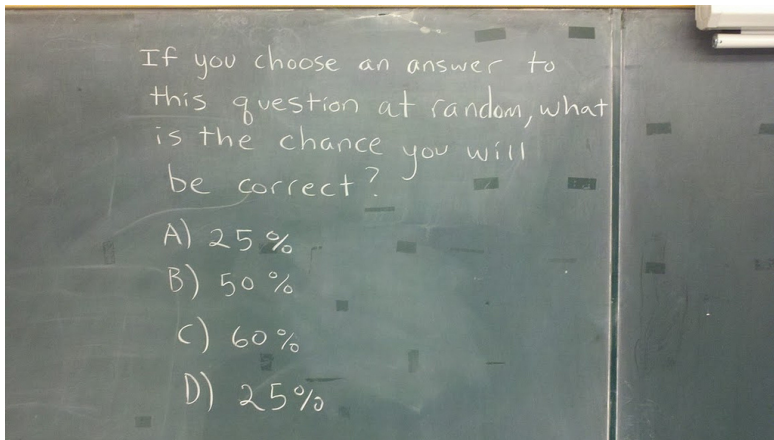 If you choose an answer to
this question at random, what
is the chance you will
be correct?
A) 25%
B) 50%
C) 60%
D) 25%